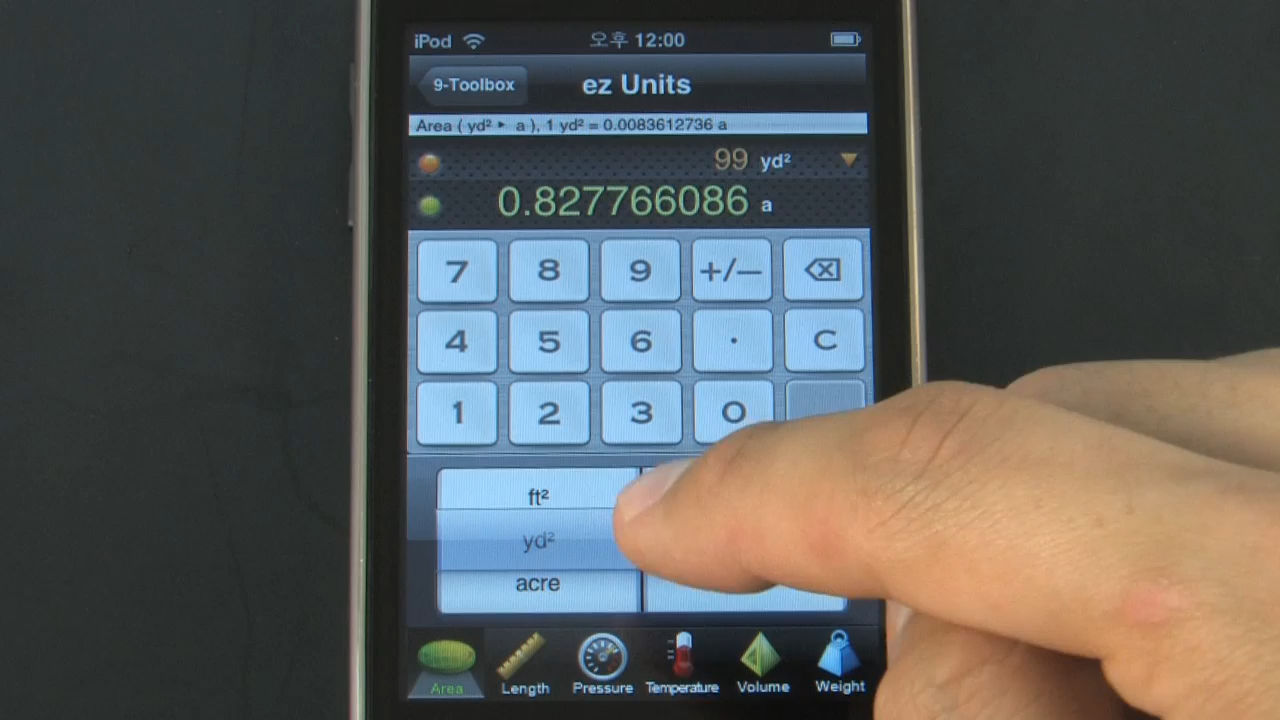 iPod 오후 12:00
9-Toolbox ez Units
Area ( yd² ▸ a ), 1 yd² = 0.0083612736 a
99 yd²
0.827766086 a
7 8 9 +/−
4 5 6 . C
1 2 3 0
ft²
yd²
acre
Area Length Pressure Temperature Volume Weight